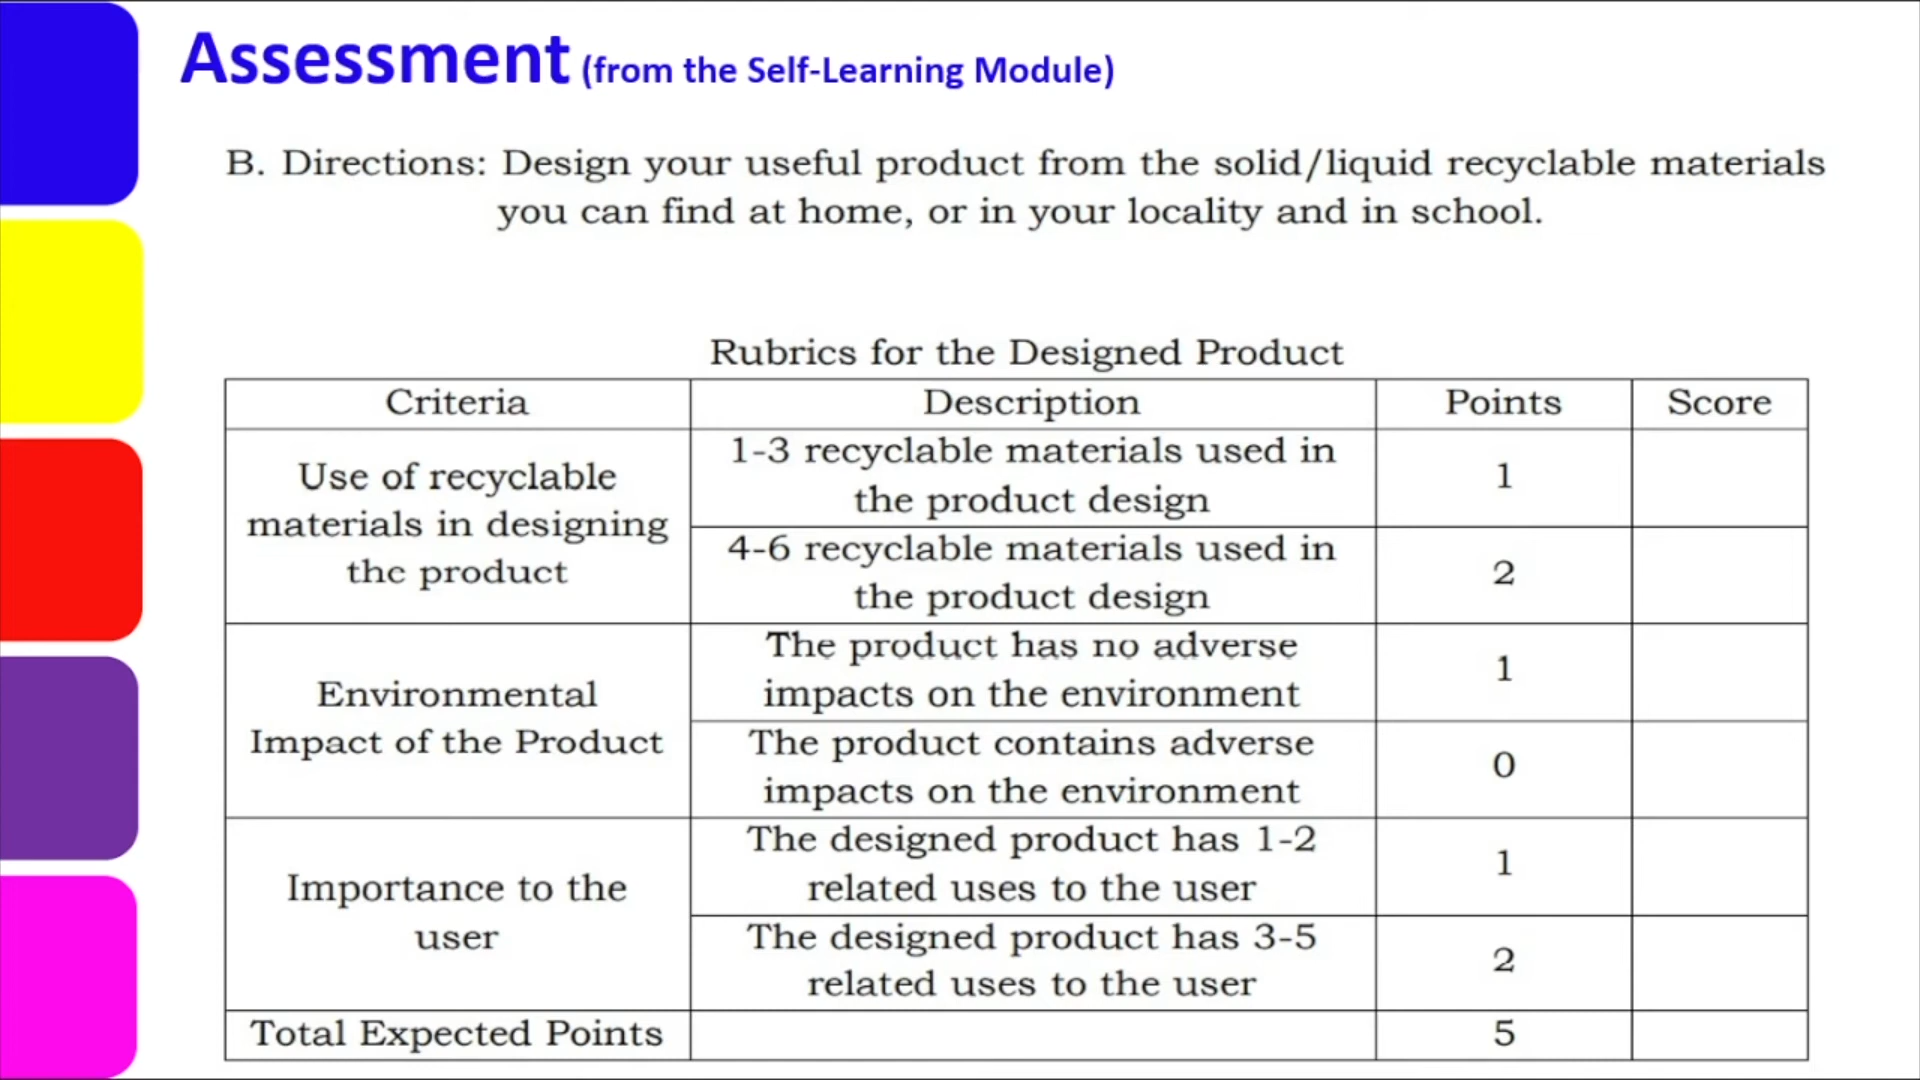 Assessment (from the Self-Learning Module)
B. Directions: Design your useful product from the solid/liquid recyclable materials
you can find at home, or in your locality and in school.
Rubrics for the Designed Product
Criteria Description Points Score
Use of recyclable
materials in designing
the product
1-3 recyclable materials used in
the product design
1
4-6 recyclable materials used in
the product design
2
Environmental
Impact of the Product
The product has no adverse
impacts on the environment
1
The product contains adverse
impacts on the environment
0
Importance to the
user
The designed product has 1-2
related uses to the user
1
The designed product has 3-5
related uses to the user
2
Total Expected Points 5